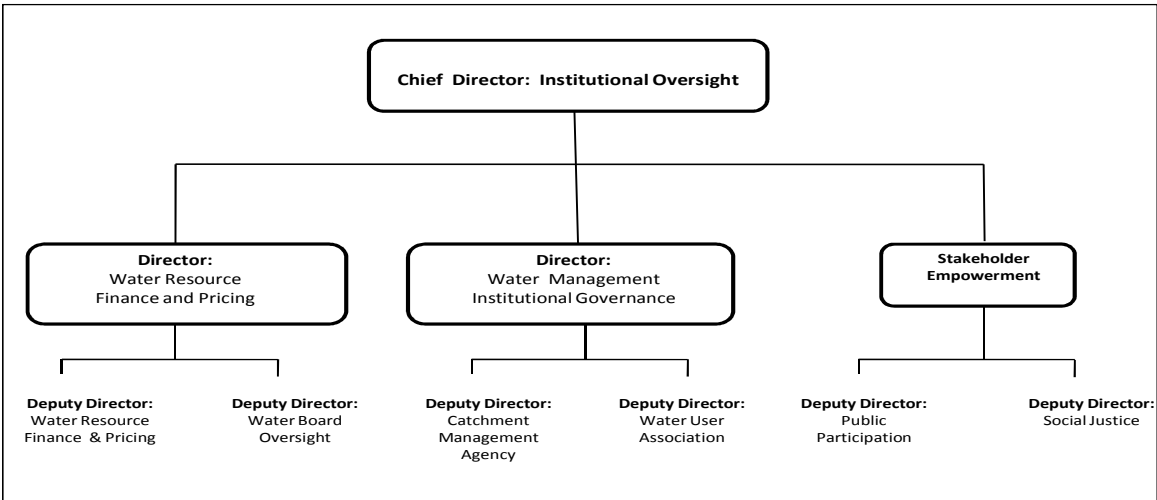 Chief Director: Institutional Oversight
Director:
Water Resource
Finance and Pricing
Director:
Water Management
Institutional Governance
Stakeholder
Empowerment
Deputy Director:
Water Resource
Finance & Pricing
Deputy Director:
Water Board
Oversight
Deputy Director:
Catchment
Management
Agency
Deputy Director:
Water User
Association
Deputy Director:
Public
Participation
Deputy Director:
Social Justice